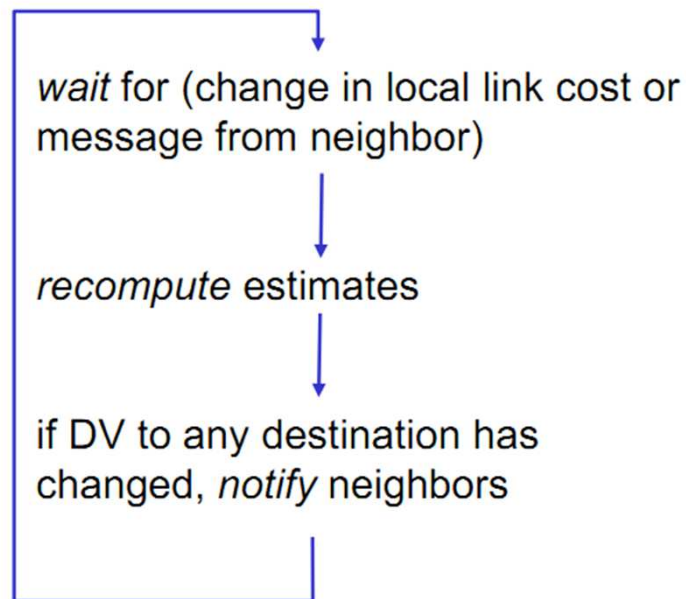 wait for (change in local link cost or
message from neighbor)
recompute estimates
if DV to any destination has
changed, notify neighbors